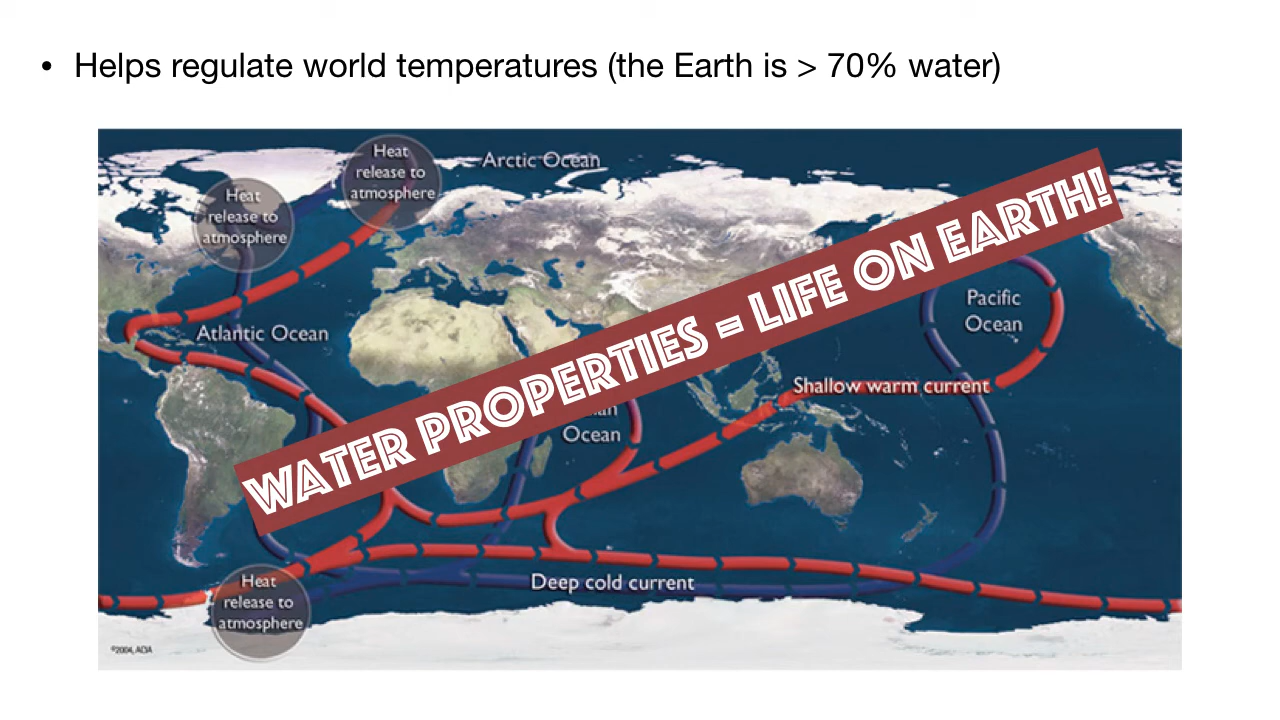 • Helps regulate world temperatures (the Earth is > 70% water)
Heat
release to
atmosphere
Arctic Ocean
Heat
release to
atmosphere
WATER PROPERTIES = LIFE ON EARTH!
Pacific
Ocean
Atlantic Ocean
Shallow warm current
Ocean
Deep cold current
Heat
release to
atmosphere
©2004, ACIA